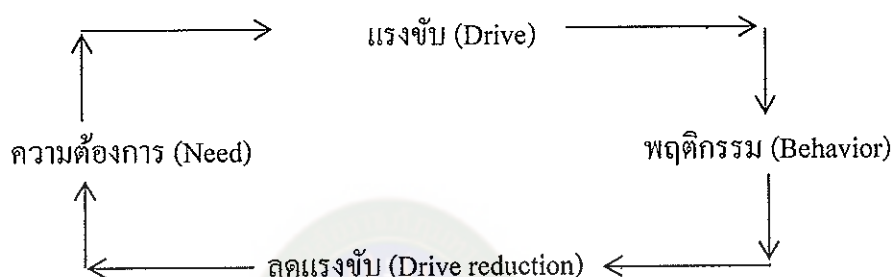 แรงขับ (Drive)
ความต้องการ (Need)
พฤติกรรม (Behavior)
ลดแรงขับ (Drive reduction)